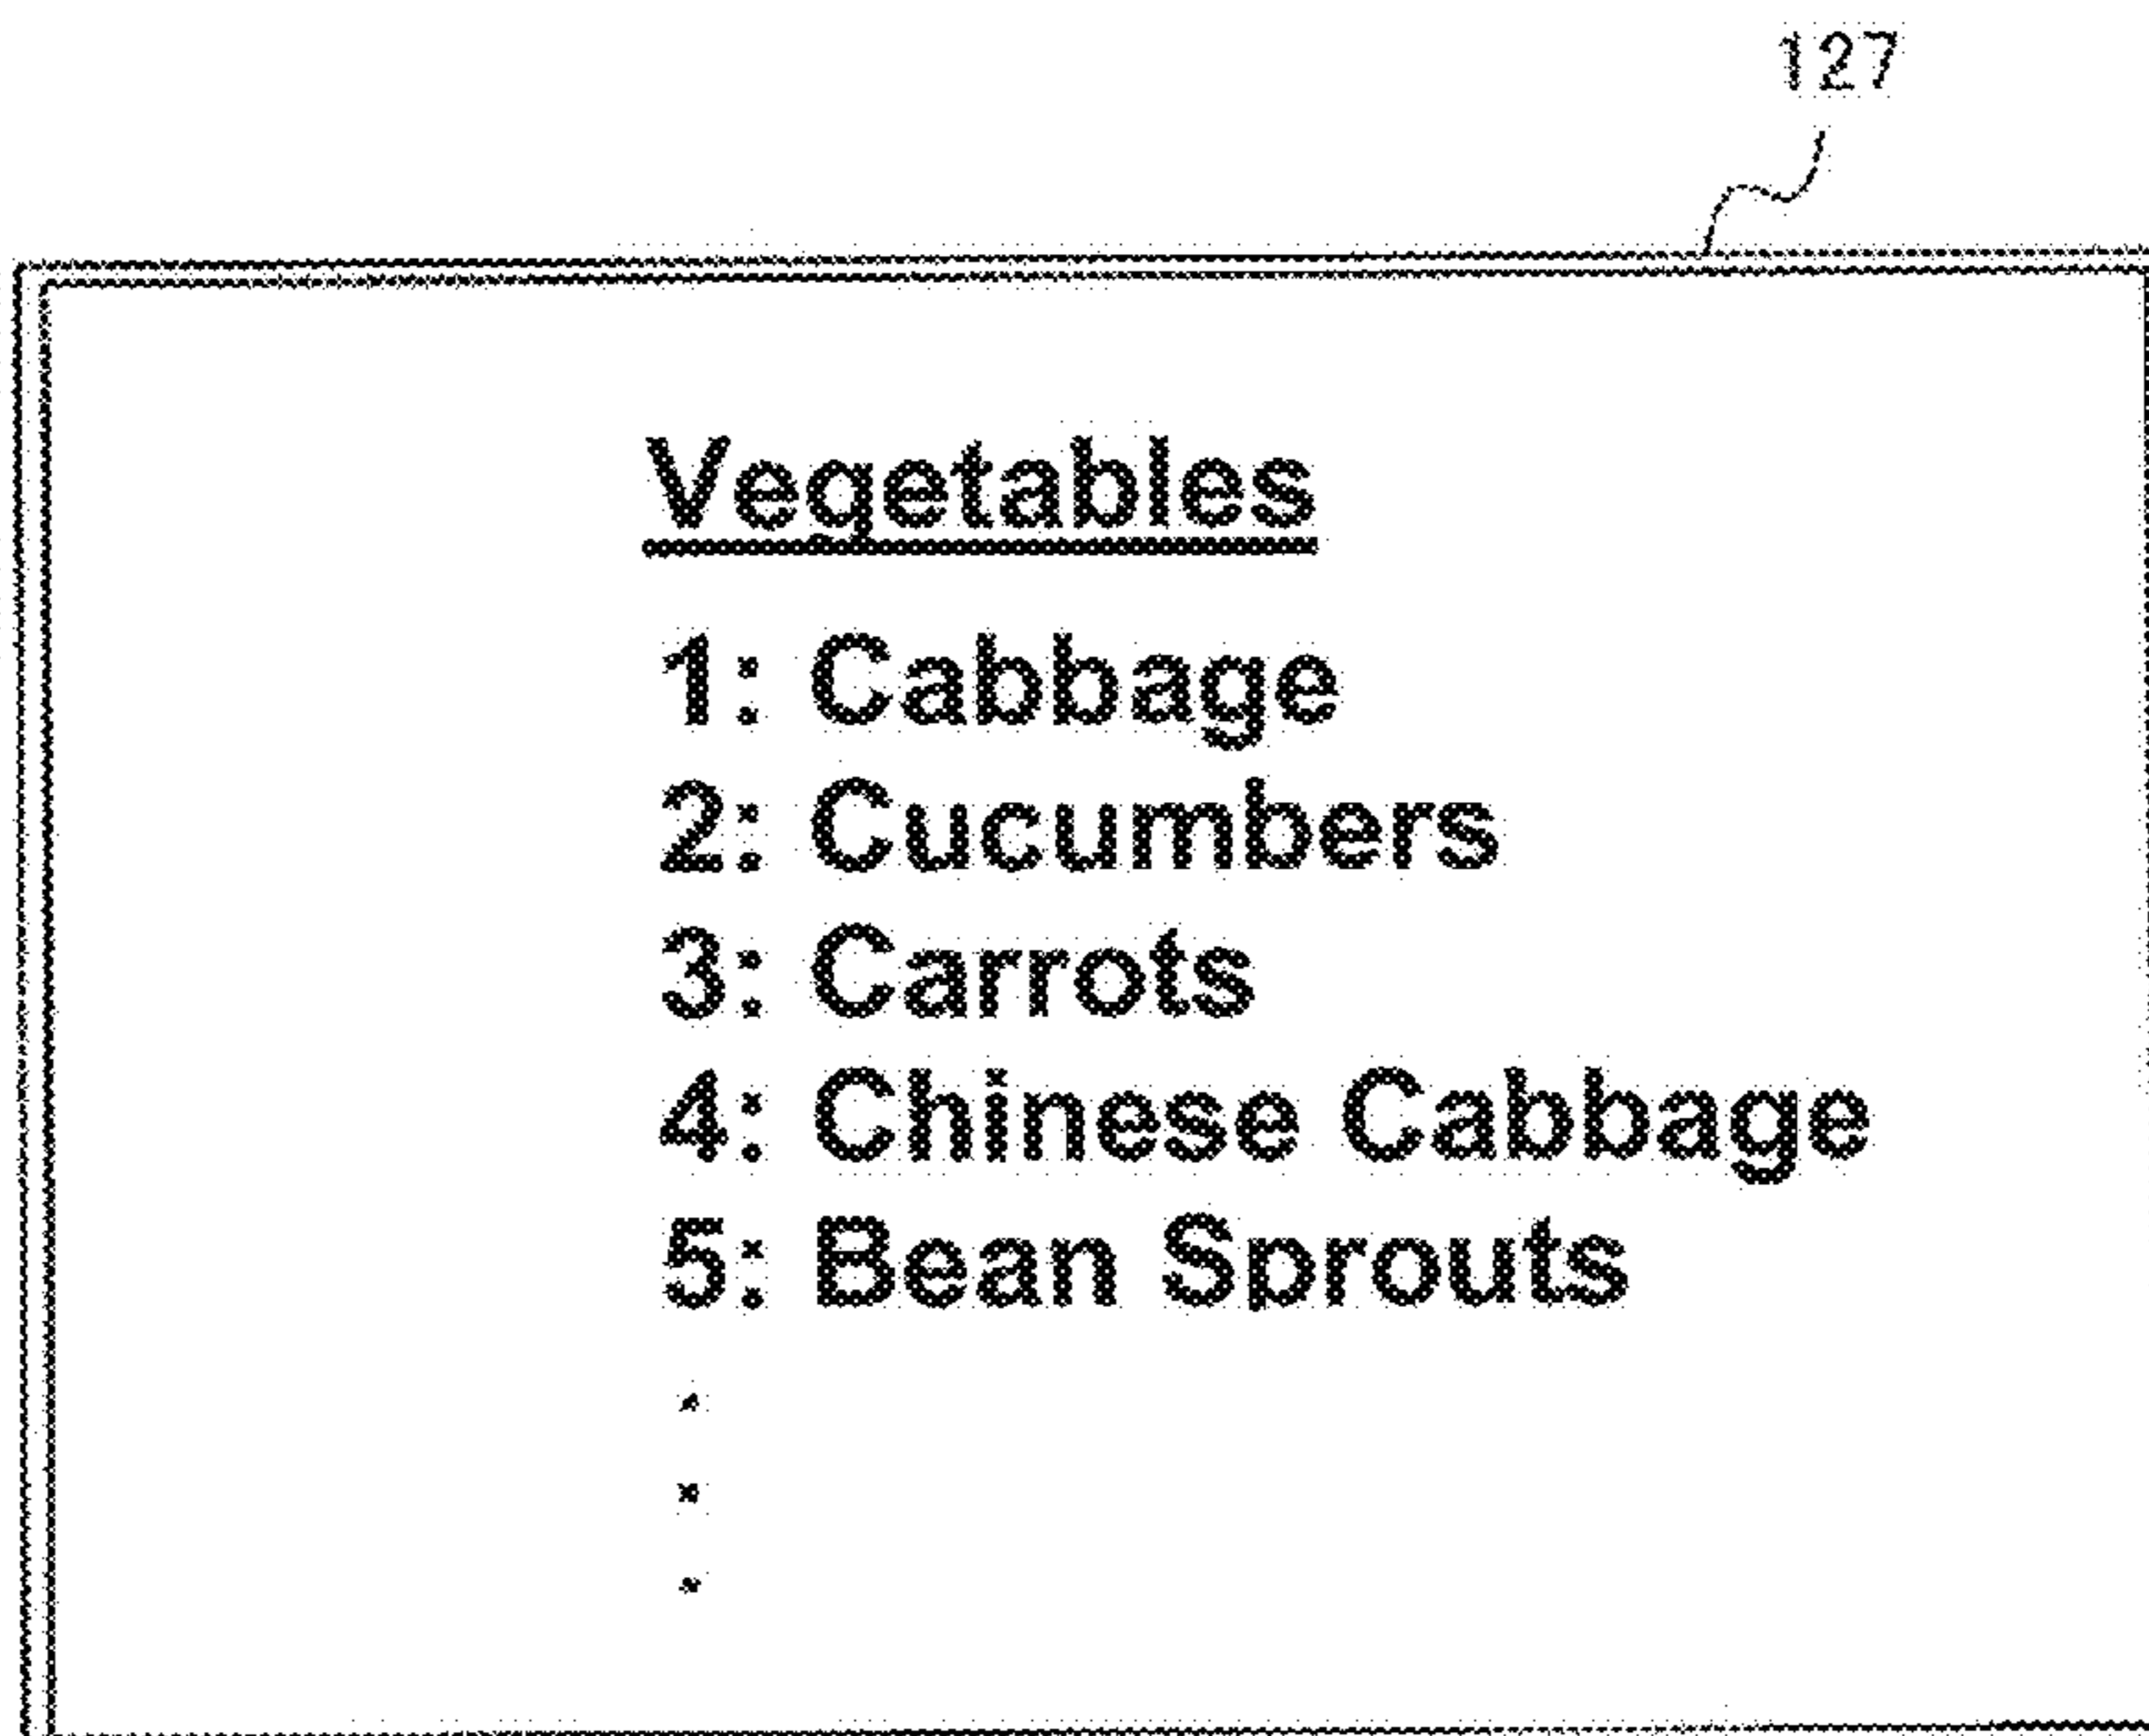 127
Vegetables
1: Cabbage
2: Cucumbers
3: Carrots
4: Chinese Cabbage
5: Bean Sprouts
.
.
.